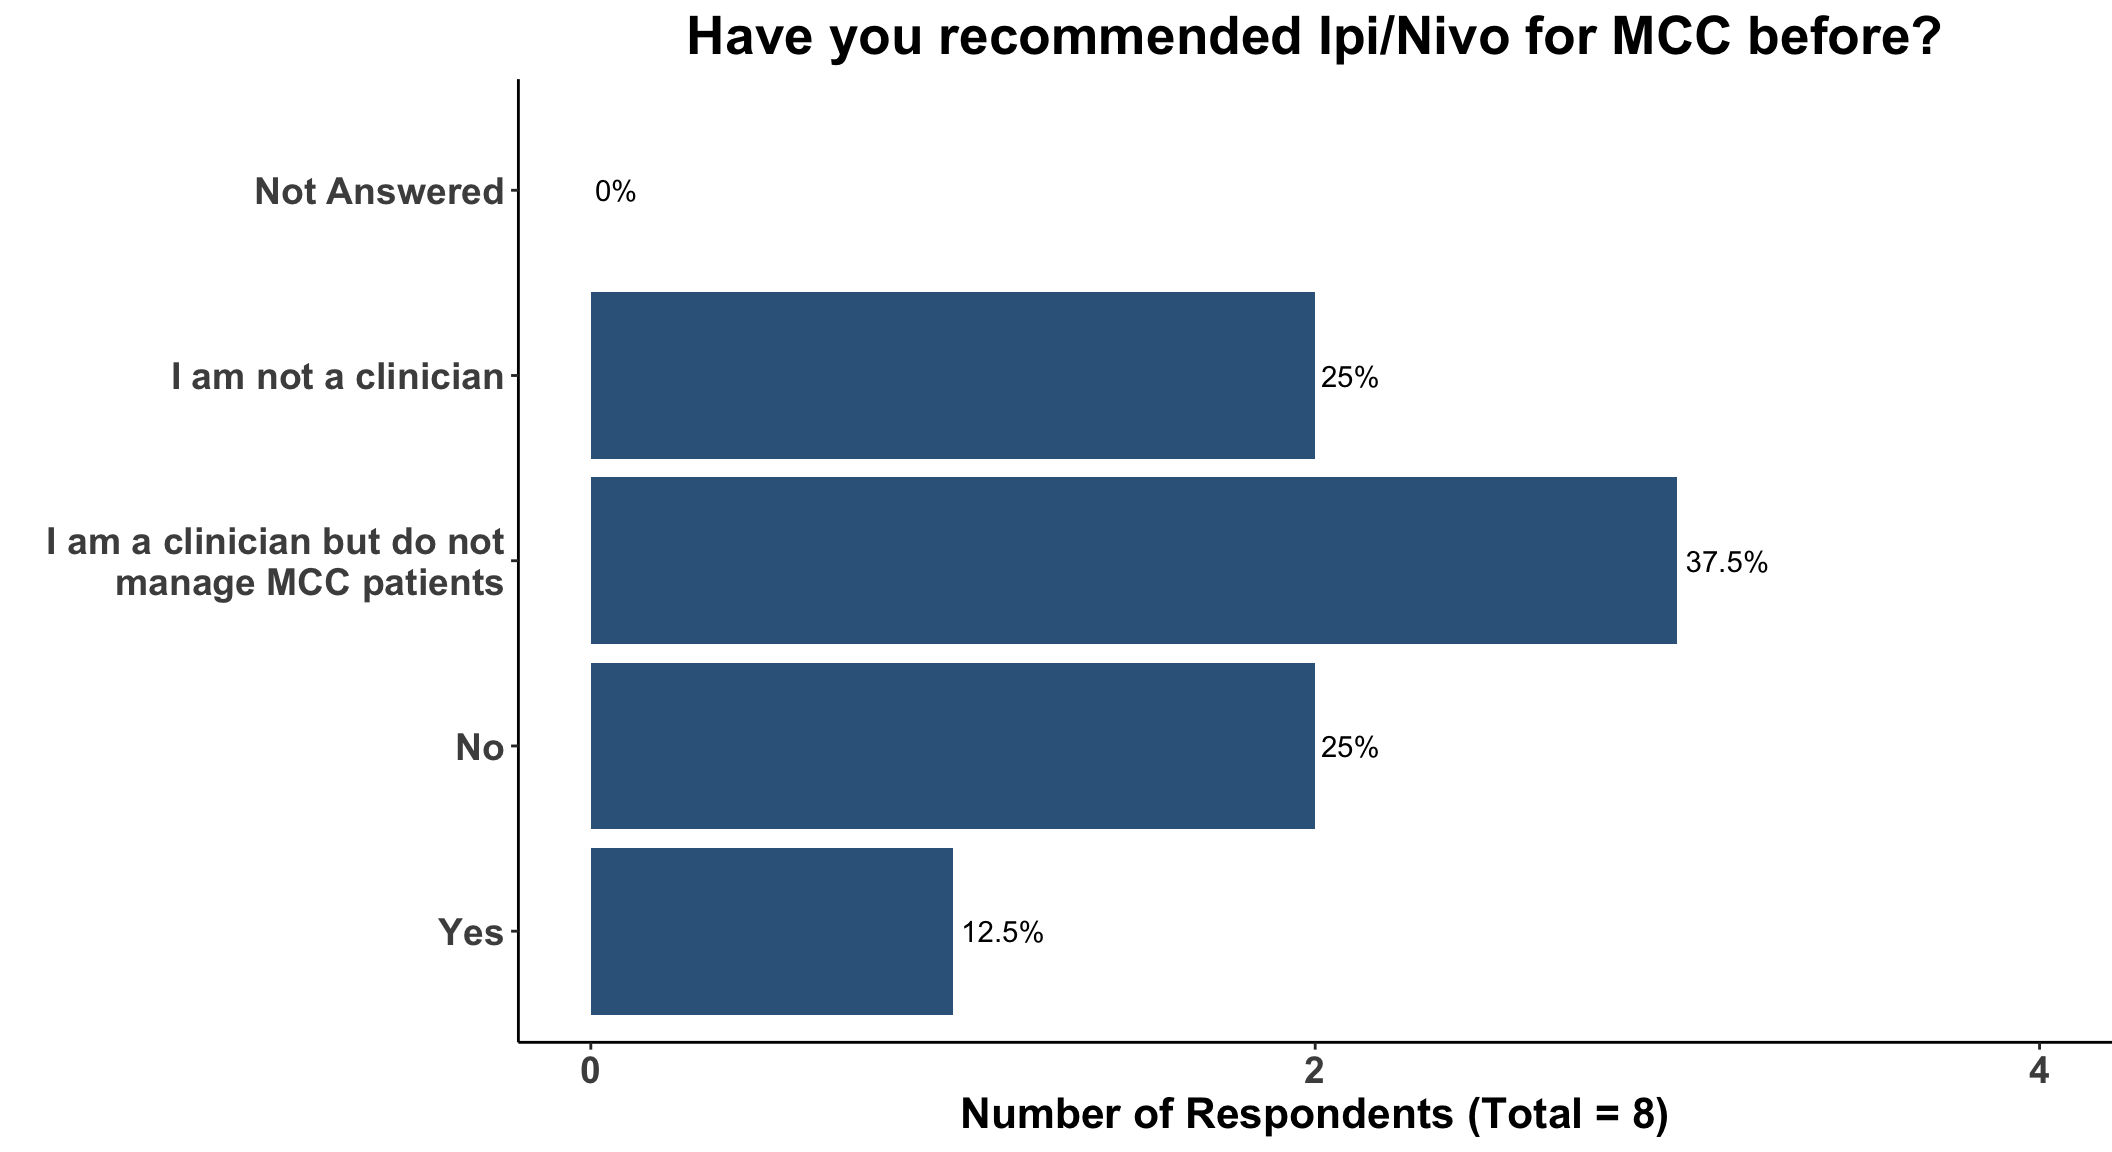 Have you recommended Ipi/Nivo for MCC before?
Not Answered
0%
I am not a clinician
25%
I am a clinician but do not
manage MCC patients
37.5%
No
25%
Yes
12.5%
0
2
4
Number of Respondents (Total = 8)